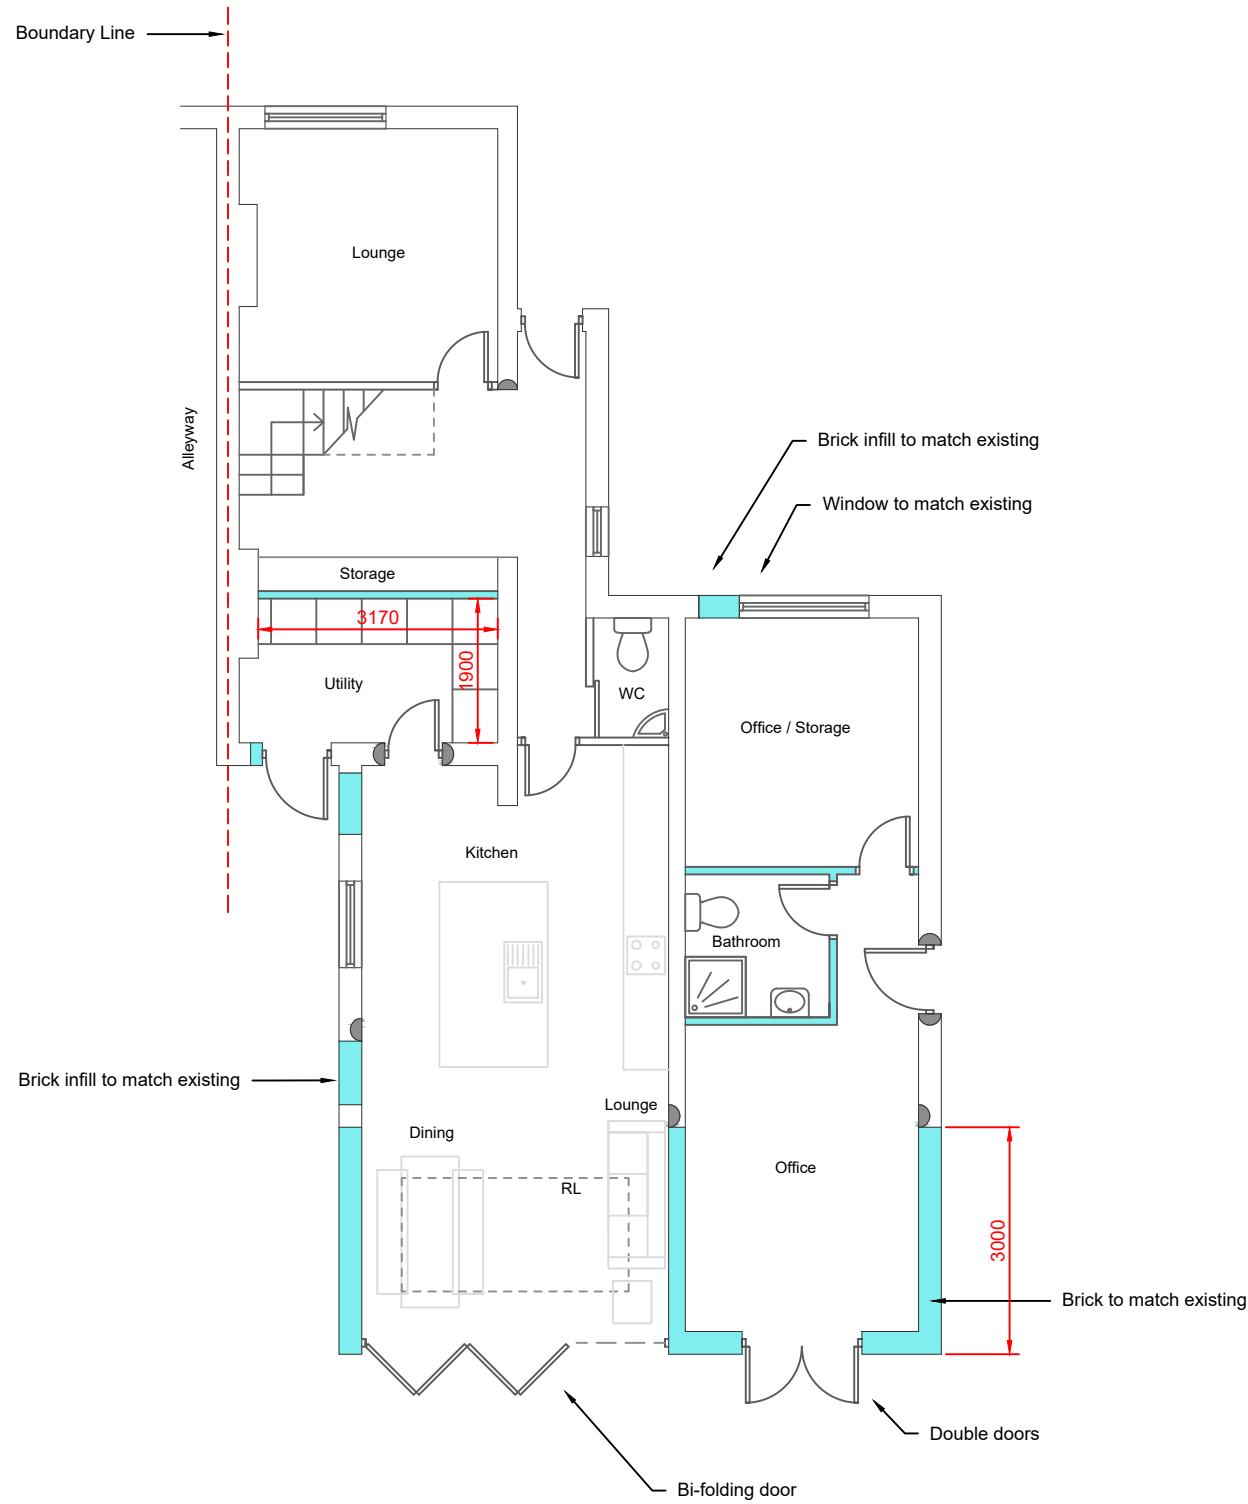 Boundary Line
Lounge
Alleyway
Brick infill to match existing
Window to match existing
Storage
3170
1900
Utility
WC
Office / Storage
Kitchen
Bathroom
Brick infill to match existing
Lounge
Dining
Office
RL
3000
Brick to match existing
Double doors
Bi-folding door